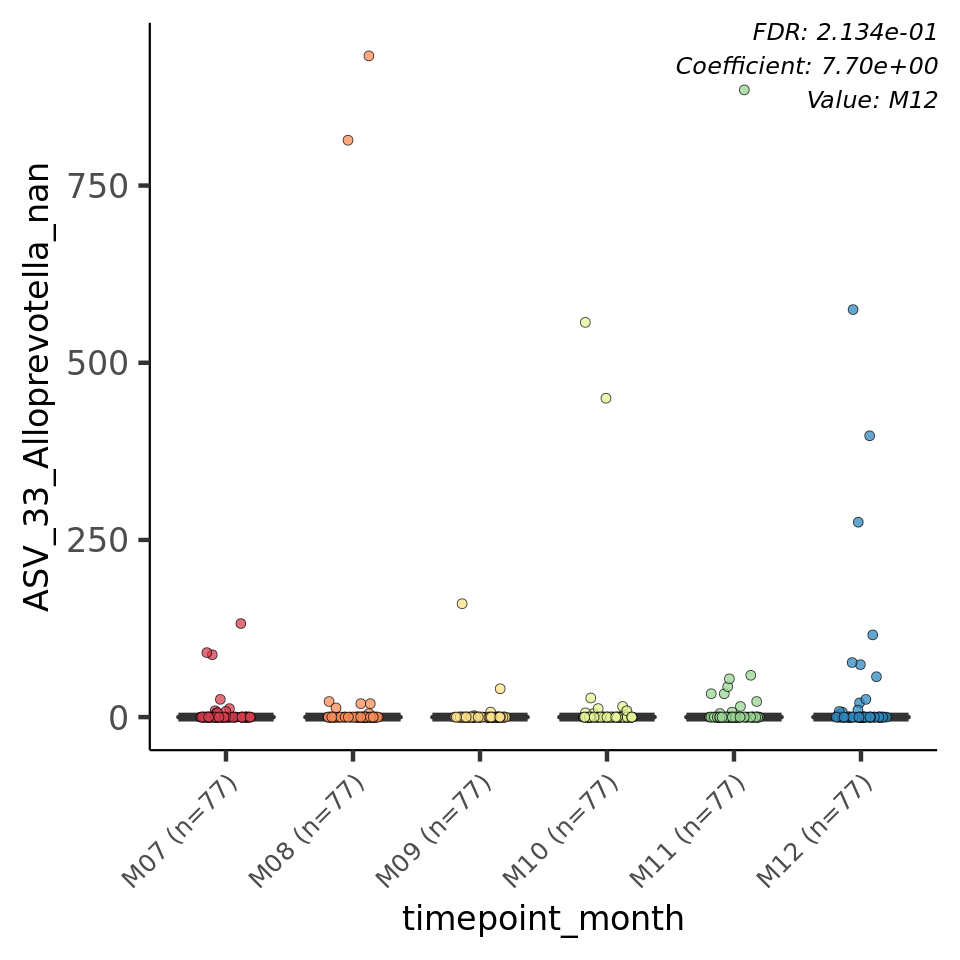 FDR: 2.134e-01
Coefficient: 7.70e+00
Value: M12
ASV_33_Alloprevotella_nan
750
500
250
0
M07 (n=77)
M08 (n=77)
M09 (n=77)
M10 (n=77)
M11 (n=77)
M12 (n=77)
timepoint_month